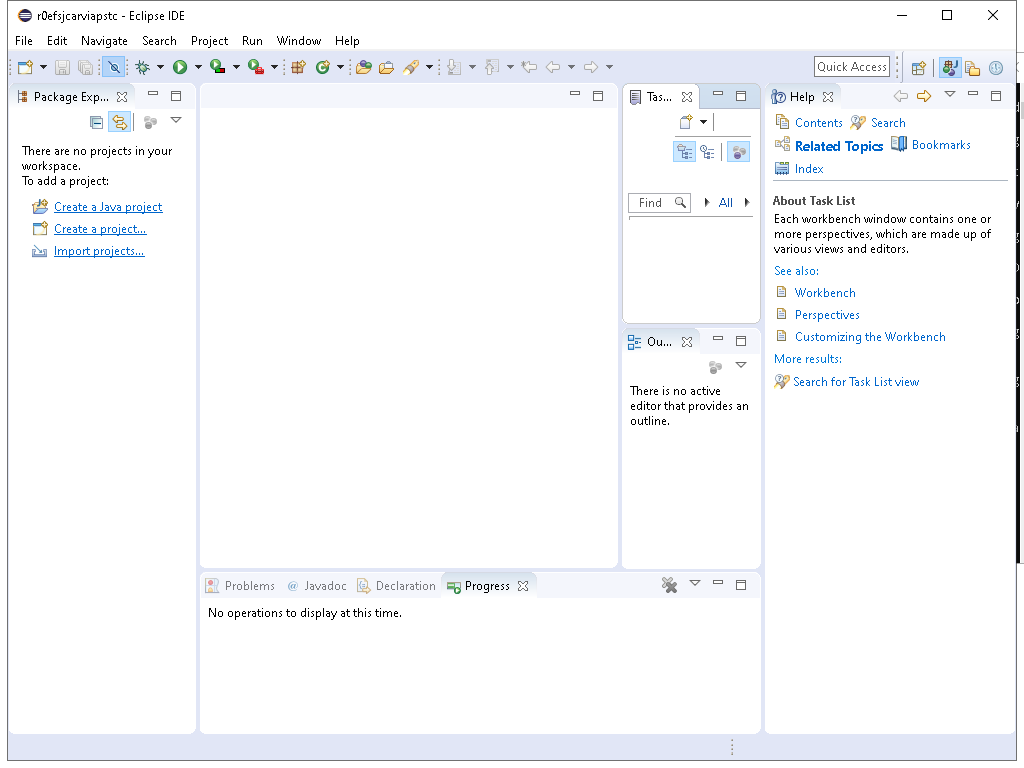 r0efsjcarviapstc - Eclipse IDE
File Edit Navigate Search Project Run Window Help
Quick Access
Package Exp...
There are no projects in your
workspace.
To add a project:
Create a Java project
Create a project...
Import projects...
Tas...
Find
All
Ou...
There is no active
editor that provides an
outline.
Help
Contents Search
Related Topics Bookmarks
Index
About Task List
Each workbench window contains one or
more perspectives, which are made up of
various views and editors.
See also:
Workbench
Perspectives
Customizing the Workbench
More results:
Search for Task List view
Problems @ Javadoc Declaration Progress
No operations to display at this time.